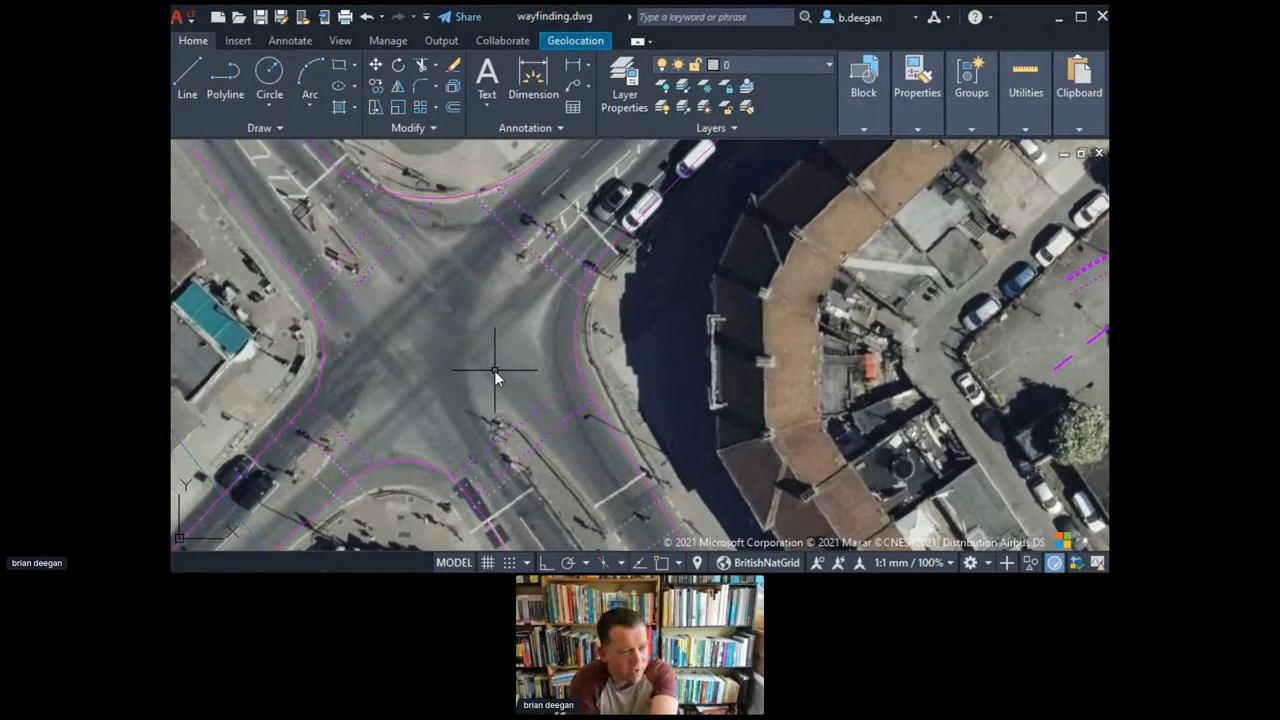 LT
Share
wayfinding.dwg
Type a keyword or phrase
b.deegan
Home
Insert
Annotate
View
Manage
Output
Collaborate
Geolocation
Line
Polyline
Circle
Arc
Text
Dimension
Layer
Properties
0
Block
Properties
Groups
Utilities
Clipboard
Draw
Modify
Annotation
Layers
Y
X
© 2021 Microsoft Corporation © 2021 Maxar ©CNES (2021) Distribution Airbus DS
MODEL
BritishNatGrid
1:1 mm / 100%
brian deegan
brian deegan